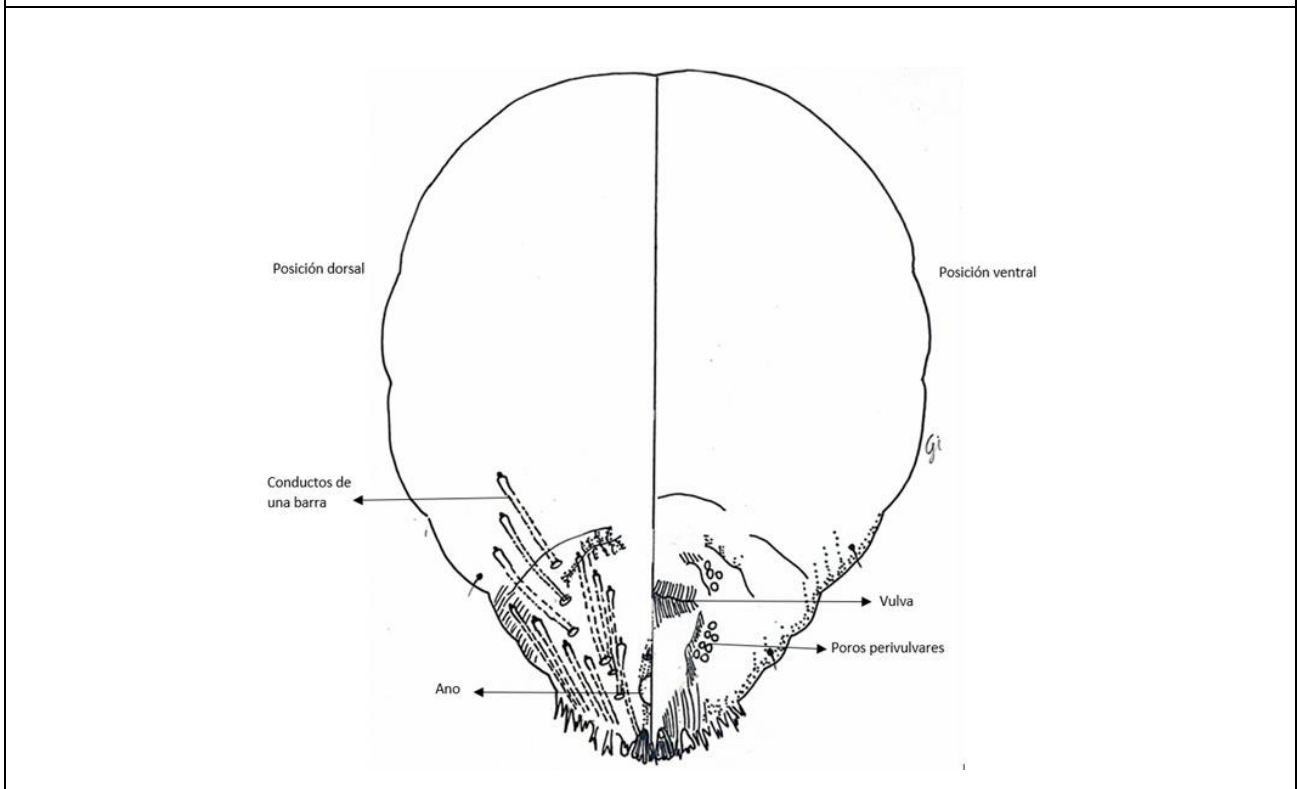 Posición dorsal
Posición ventral
Gi
Conductos de
una barra
Vulva
Poros perivulvares
Ano